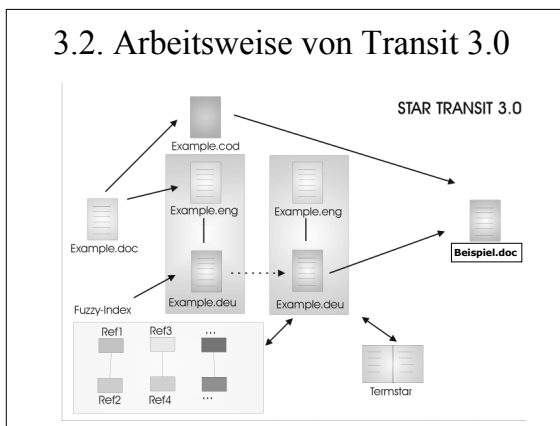 3.2. Arbeitsweise von Transit 3.0
STAR TRANSIT 3.0
Example.cod
Example.eng
Example.eng
Example.doc
Beispiel.doc
Example.deu
Example.deu
Fuzzy-Index
Ref1
Ref3
...
Ref2
Ref4
...
Termstar